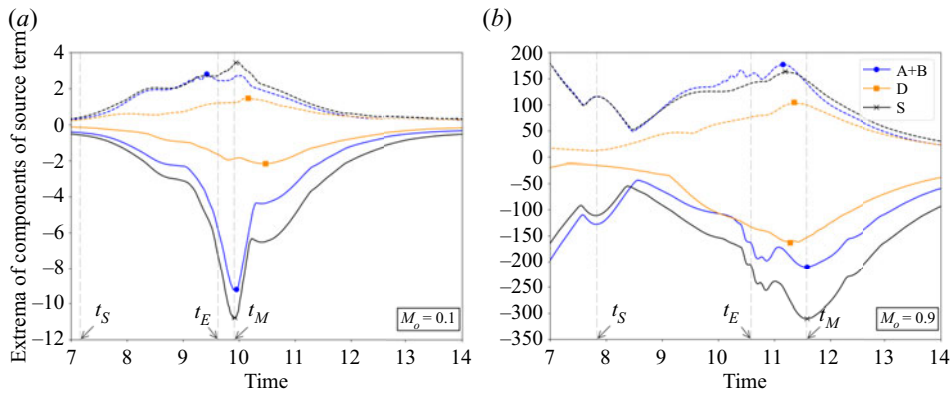 (a)
(b)
Extrema of components of source term
4
2
0
−2
−4
−6
−8
−10
−12
t_S
t_E
t_M
M_o = 0.1
7 8 9 10 11 12 13 14
Time
200
150
100
50
0
−50
−100
−150
−200
−250
−300
−350
A+B
D
S
t_S
t_E
t_M
M_o = 0.9
7 8 9 10 11 12 13 14
Time